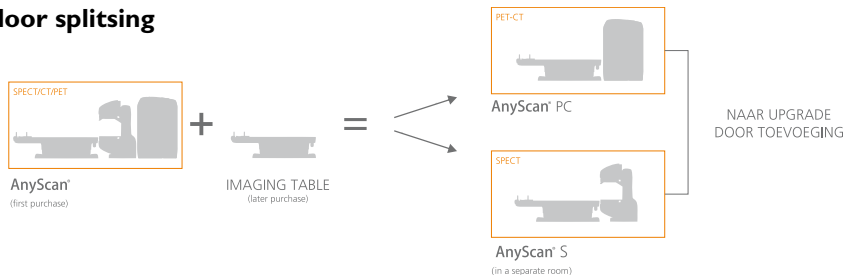 door splitsing
SPECT/CT/PET
AnyScan®
(first purchase)
+
IMAGING TABLE
(later purchase)
=
PET-CT
AnyScan® PC
SPECT
AnyScan® S
(in a separate room)
NAAR UPGRADE
DOOR TOEVOEGING